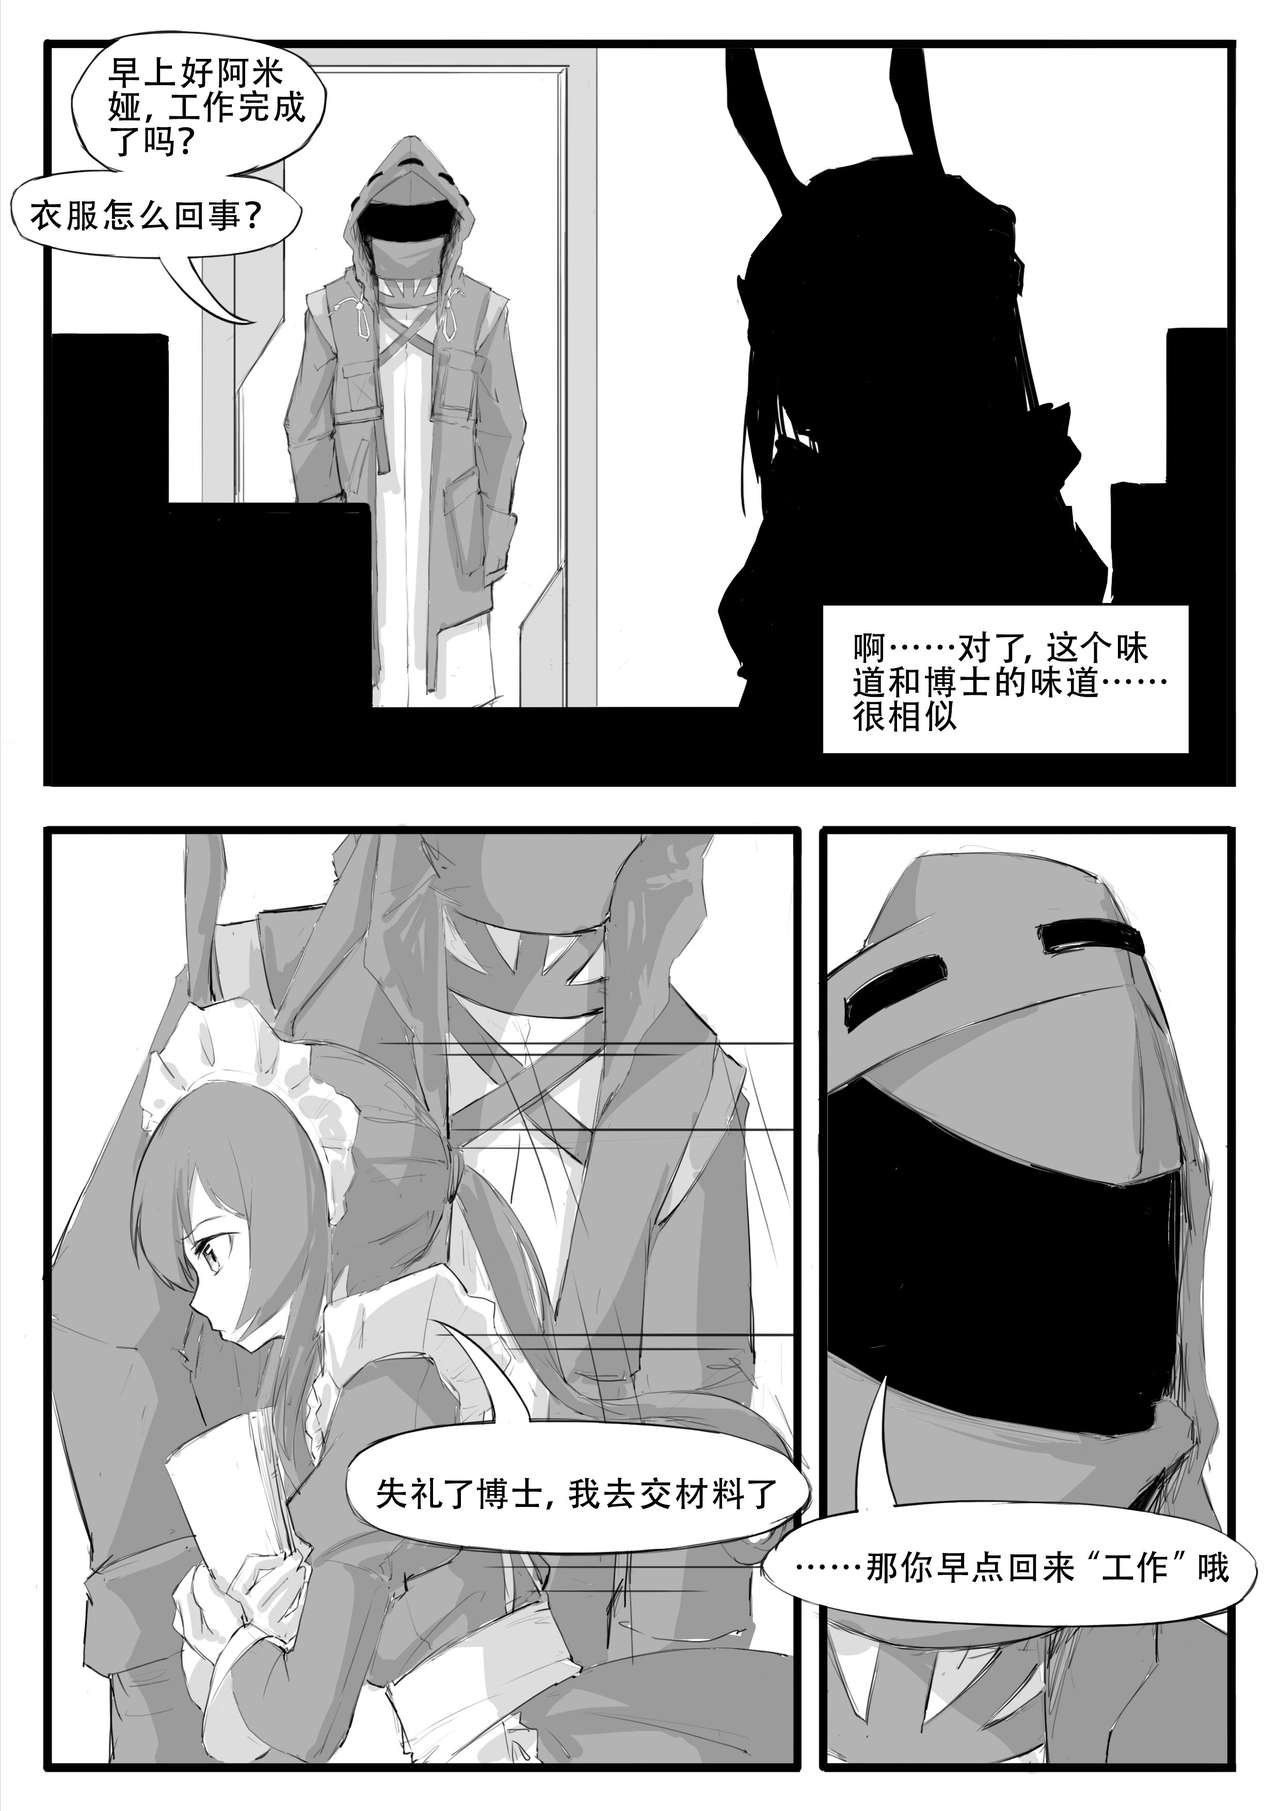 早上好阿米
娅，工作完成
了吗？
衣服怎么回事？
啊……对了，这个味
道和博士的味道……
很相似
失礼了博士，我去交材料了
……那你早点回来“工作”哦